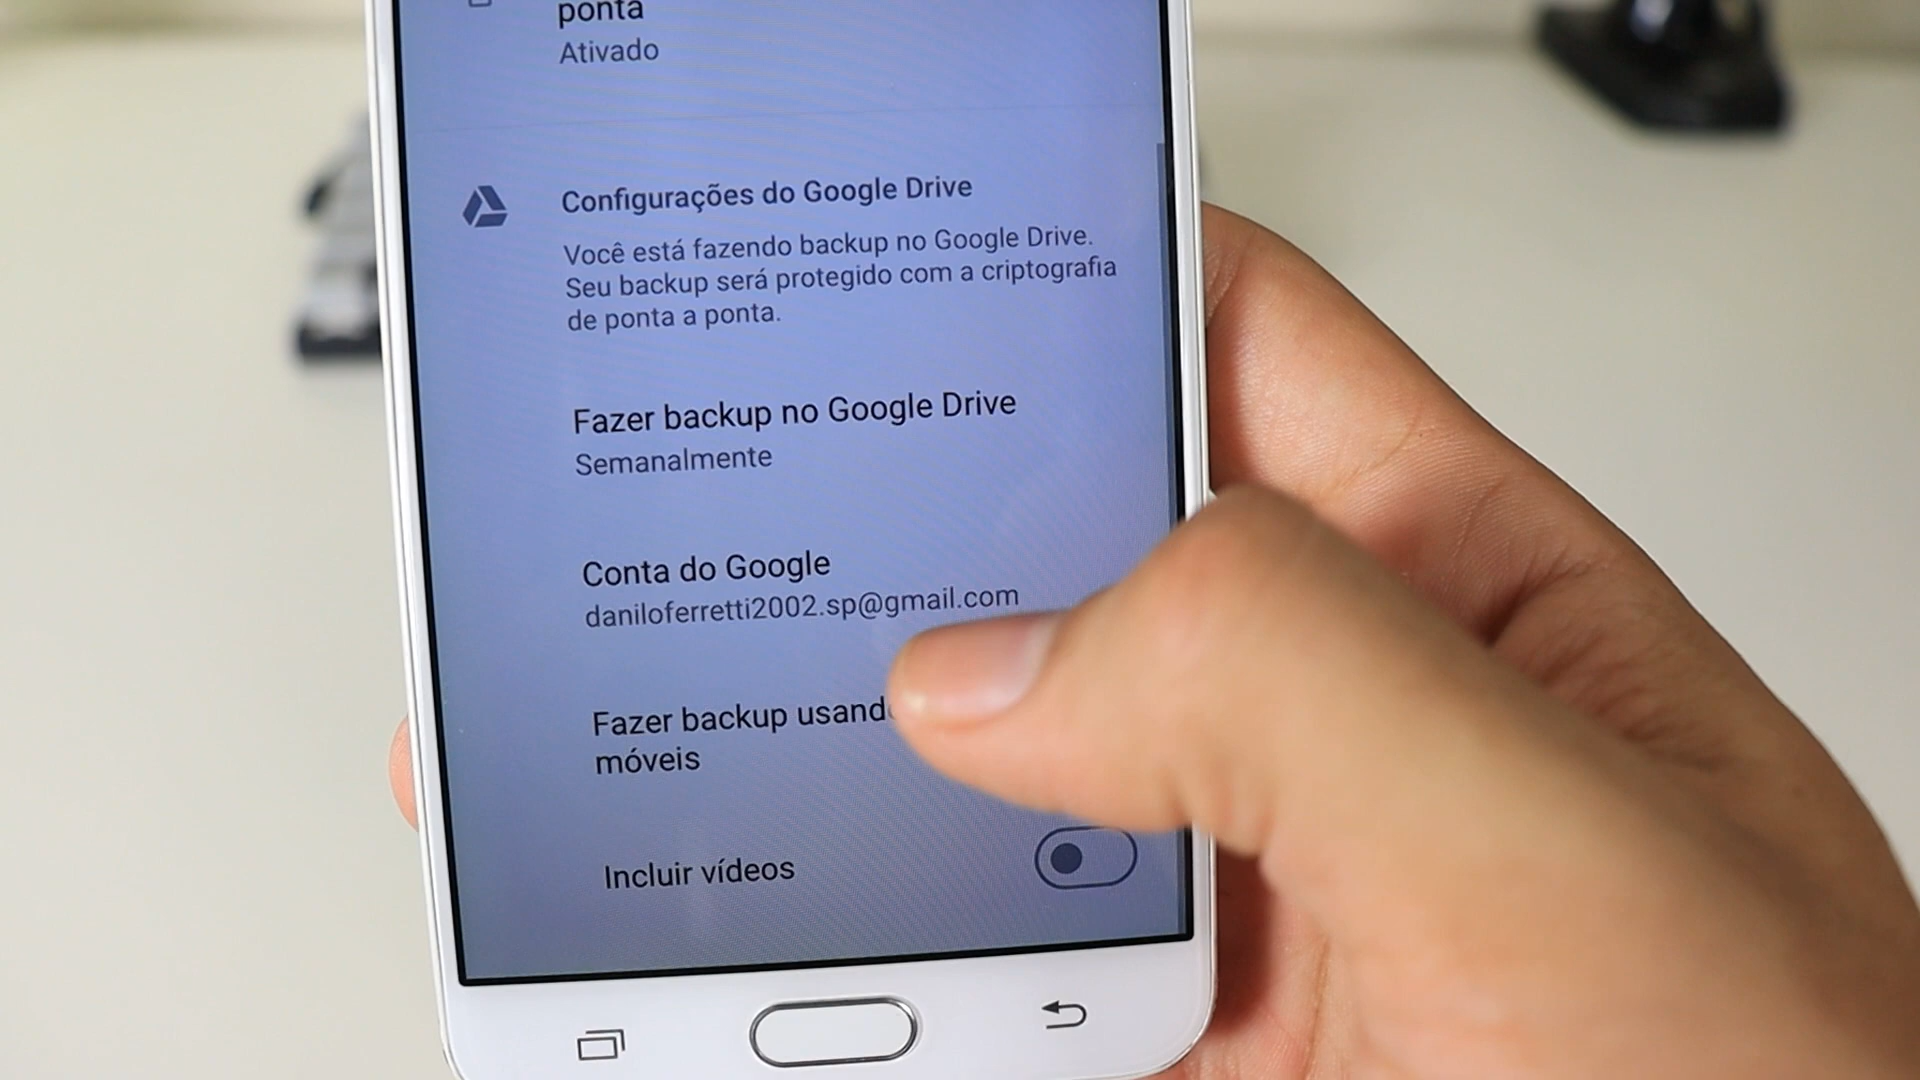 ponta
Ativado
Configurações do Google Drive
Você está fazendo backup no Google Drive.
Seu backup será protegido com a criptografia
de ponta a ponta.
Fazer backup no Google Drive
Semanalmente
Conta do Google
daniloferretti2002.sp@gmail.com
Fazer backup
móveis
Incluir vídeos